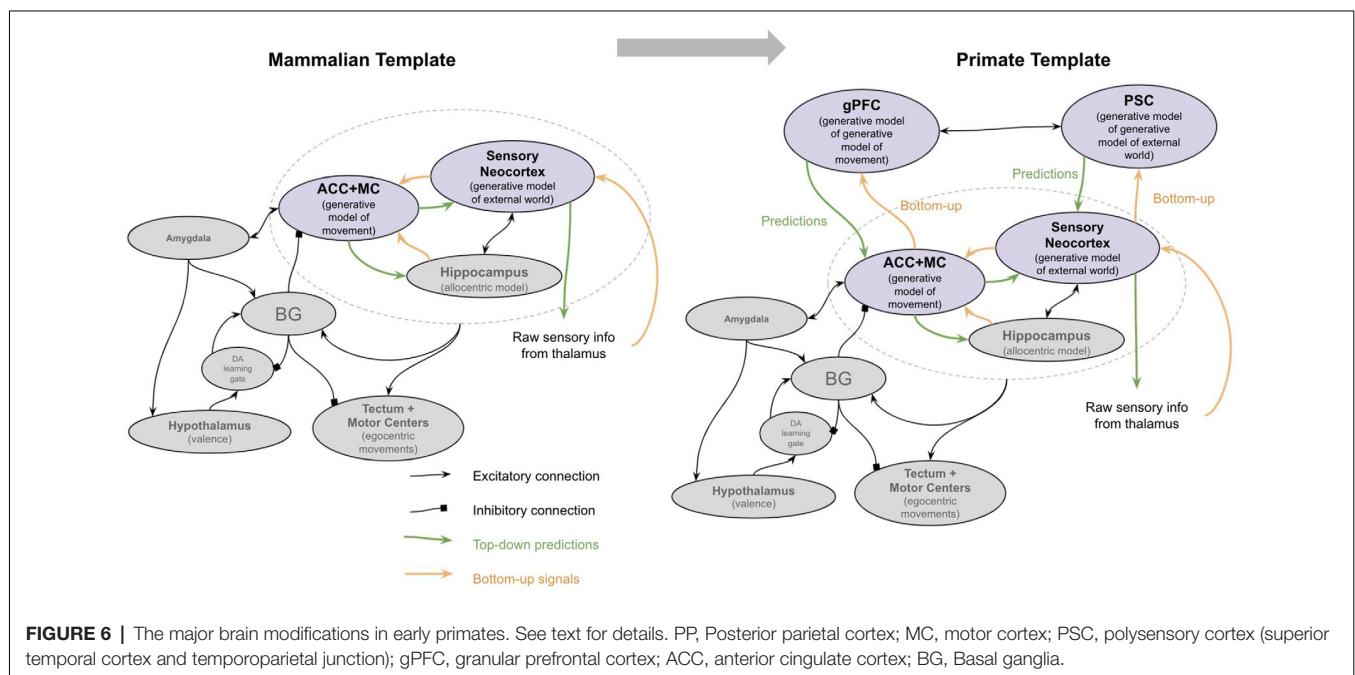 Mammalian Template
Sensory
Neocortex
(generative model
of external world)
ACC+MC
(generative
model of
movement)
Amygdala
Hippocampus
(allocentric model)
BG
Raw sensory info
from thalamus
DA
learning
gate
Hypothalamus
(valence)
Tectum +
Motor Centers
(egocentric
movements)
Excitatory connection
Inhibitory connection
Top-down predictions
Bottom-up signals
Primate Template
gPFC
(generative model
of generative
model of
movement)
PSC
(generative model
of generative
model of external
world)
Predictions
Predictions
Bottom-up
Bottom-up
Sensory
Neocortex
(generative model
of external world)
ACC+MC
(generative
model of
movement)
Amygdala
Hippocampus
(allocentric model)
BG
Raw sensory info
from thalamus
DA
learning
gate
Hypothalamus
(valence)
Tectum +
Motor Centers
(egocentric
movements)
FIGURE 6 | The major brain modifications in early primates. See text for details. PP, Posterior parietal cortex; MC, motor cortex; PSC, polysensory cortex (superior
temporal cortex and temporoparietal junction); gPFC, granular prefrontal cortex; ACC, anterior cingulate cortex; BG, Basal ganglia.